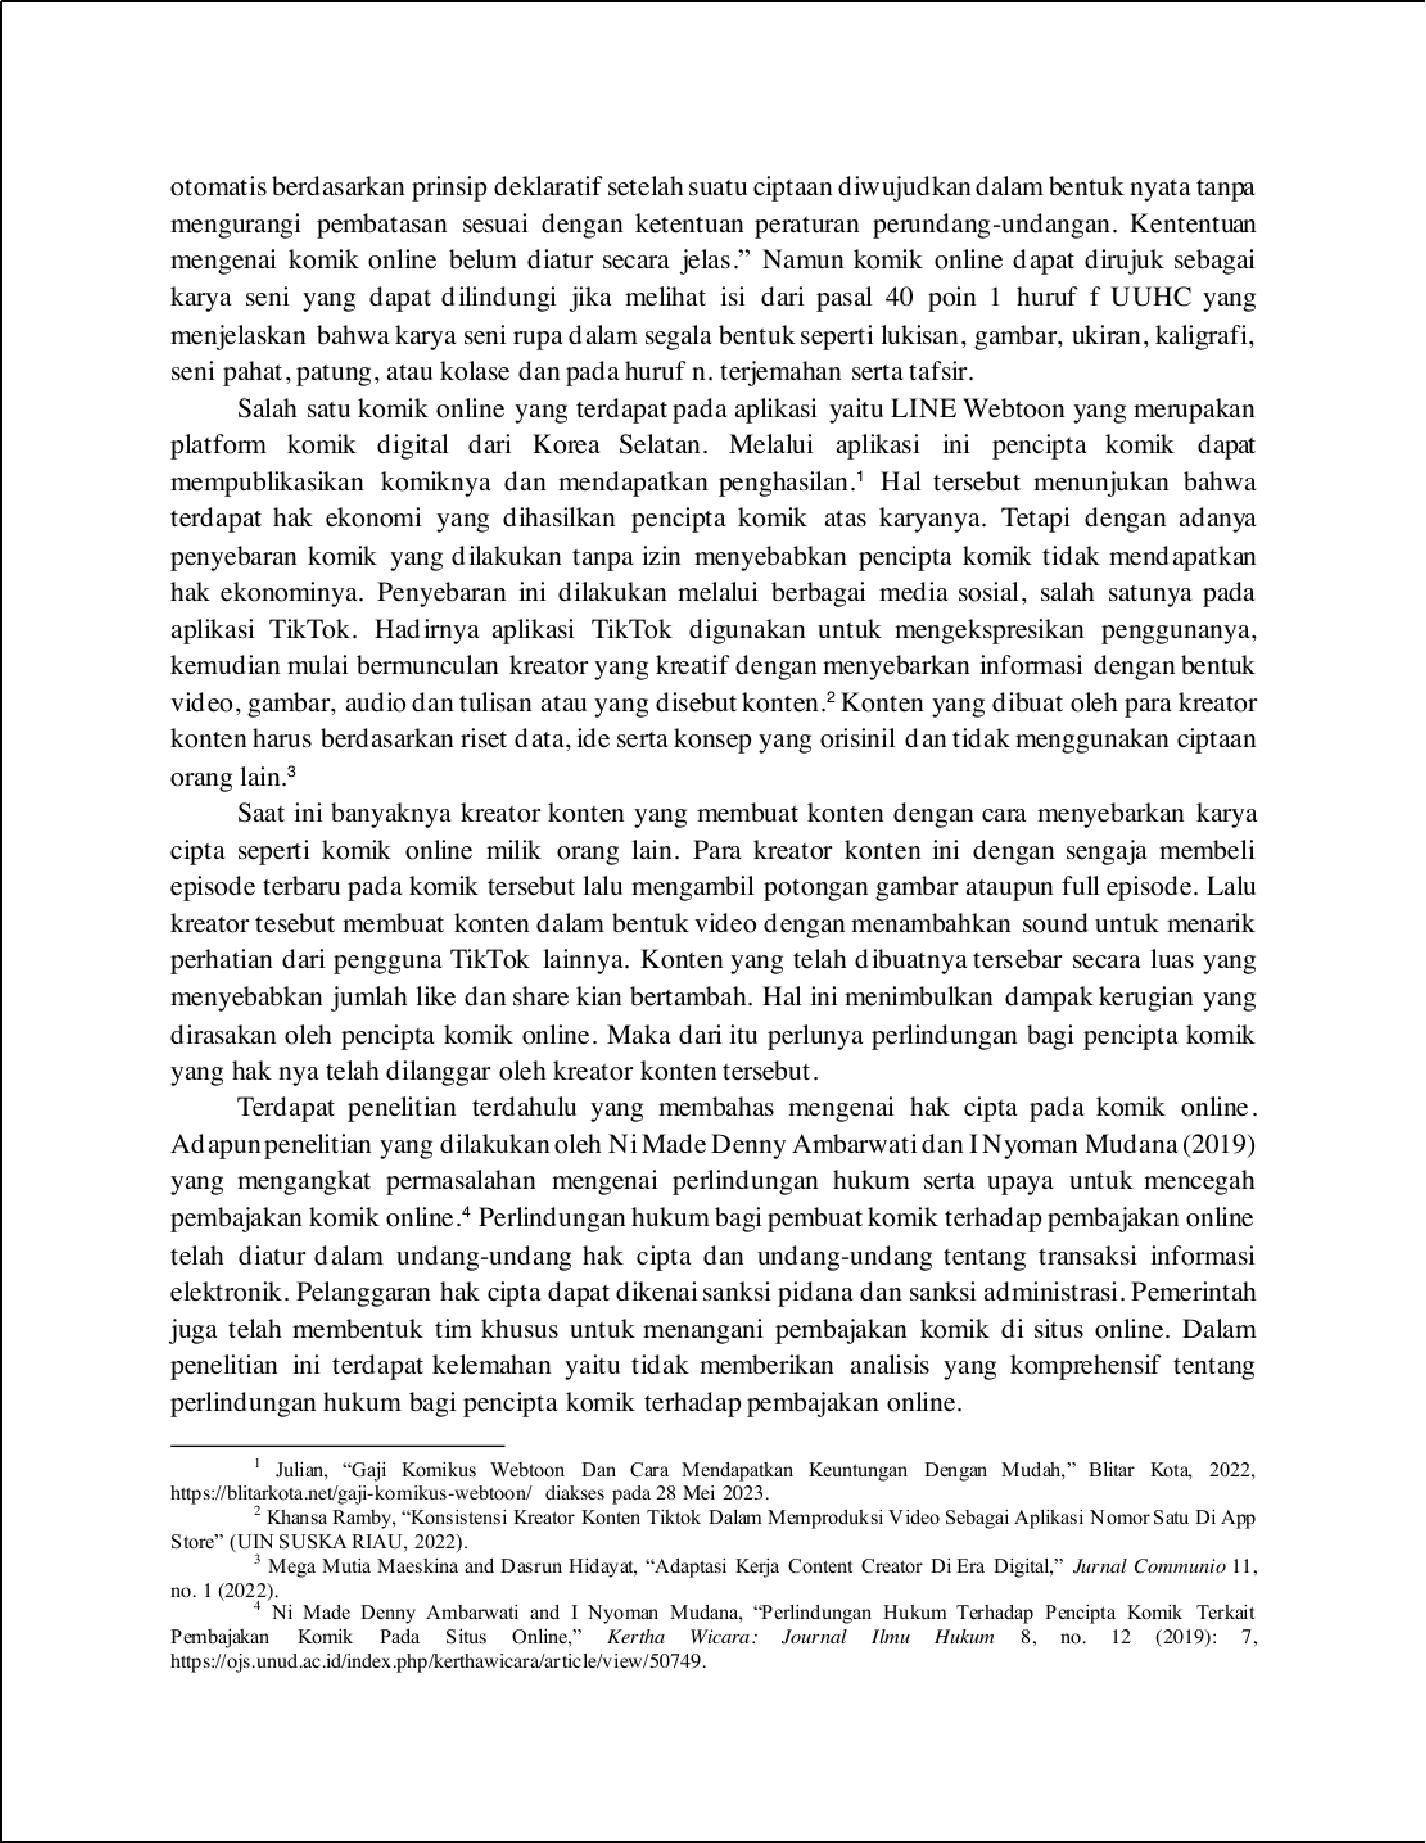 otomatis berdasarkan prinsip deklaratif setelah suatu ciptaan diwujudkan dalam bentuk nyata tanpa
mengurangi pembatasan sesuai dengan ketentuan peraturan perundang-undangan. Kententuan
mengenai komik online belum diatur secara jelas.” Namun komik online dapat dirujuk sebagai
karya seni yang dapat dilindungi jika melihat isi dari pasal 40 poin 1 huruf f UUHC yang
menjelaskan bahwa karya seni rupa dalam segala bentuk seperti lukisan, gambar, ukiran, kaligrafi,
seni pahat, patung, atau kolase dan pada huruf n. terjemahan serta tafsir.
Salah satu komik online yang terdapat pada aplikasi yaitu LINE Webtoon yang merupakan
platform komik digital dari Korea Selatan. Melalui aplikasi ini pencipta komik dapat
mempublikasikan komiknya dan mendapatkan penghasilan.¹ Hal tersebut menunjukan bahwa
terdapat hak ekonomi yang dihasilkan pencipta komik atas karyanya. Tetapi dengan adanya
penyebaran komik yang dilakukan tanpa izin menyebabkan pencipta komik tidak mendapatkan
hak ekonominya. Penyebaran ini dilakukan melalui berbagai media sosial, salah satunya pada
aplikasi TikTok. Hadirnya aplikasi TikTok digunakan untuk mengekspresikan penggunanya,
kemudian mulai bermunculan kreator yang kreatif dengan menyebarkan informasi dengan bentuk
video, gambar, audio dan tulisan atau yang disebut konten.² Konten yang dibuat oleh para kreator
konten harus berdasarkan riset data, ide serta konsep yang orisinil dan tidak menggunakan ciptaan
orang lain.³
Saat ini banyaknya kreator konten yang membuat konten dengan cara menyebarkan karya
cipta seperti komik online milik orang lain. Para kreator konten ini dengan sengaja membeli
episode terbaru pada komik tersebut lalu mengambil potongan gambar ataupun full episode. Lalu
kreator tesebut membuat konten dalam bentuk video dengan menambahkan sound untuk menarik
perhatian dari pengguna TikTok lainnya. Konten yang telah dibuatnya tersebar secara luas yang
menyebabkan jumlah like dan share kian bertambah. Hal ini menimbulkan dampak kerugian yang
dirasakan oleh pencipta komik online. Maka dari itu perlunya perlindungan bagi pencipta komik
yang hak nya telah dilanggar oleh kreator konten tersebut.
Terdapat penelitian terdahulu yang membahas mengenai hak cipta pada komik online.
Adapun penelitian yang dilakukan oleh Ni Made Denny Ambarwati dan I Nyoman Mudana (2019)
yang mengangkat permasalahan mengenai perlindungan hukum serta upaya untuk mencegah
pembajakan komik online.⁴ Perlindungan hukum bagi pembuat komik terhadap pembajakan online
telah diatur dalam undang-undang hak cipta dan undang-undang tentang transaksi informasi
elektronik. Pelanggaran hak cipta dapat dikenai sanksi pidana dan sanksi administrasi. Pemerintah
juga telah membentuk tim khusus untuk menangani pembajakan komik di situs online. Dalam
penelitian ini terdapat kelemahan yaitu tidak memberikan analisis yang komprehensif tentang
perlindungan hukum bagi pencipta komik terhadap pembajakan online.
¹ Julian, “Gaji Komikus Webtoon Dan Cara Mendapatkan Keuntungan Dengan Mudah,” Blitar Kota, 2022,
https://blitarkota.net/gaji-komikus-webtoon/ diakses pada 28 Mei 2023.
² Khansa Ramby, “Konsistensi Kreator Konten Tiktok Dalam Memproduksi Video Sebagai Aplikasi Nomor Satu Di App
Store” (UIN SUSKA RIAU, 2022).
³ Mega Mutia Maeskina and Dasrun Hidayat, “Adaptasi Kerja Content Creator Di Era Digital,” Jurnal Communio 11,
no. 1 (2022).
⁴ Ni Made Denny Ambarwati and I Nyoman Mudana, “Perlindungan Hukum Terhadap Pencipta Komik Terkait
Pembajakan Komik Pada Situs Online,” Kertha Wicara: Journal Ilmu Hukum 8, no. 12 (2019): 7,
https://ojs.unud.ac.id/index.php/kerthawicara/article/view/50749.